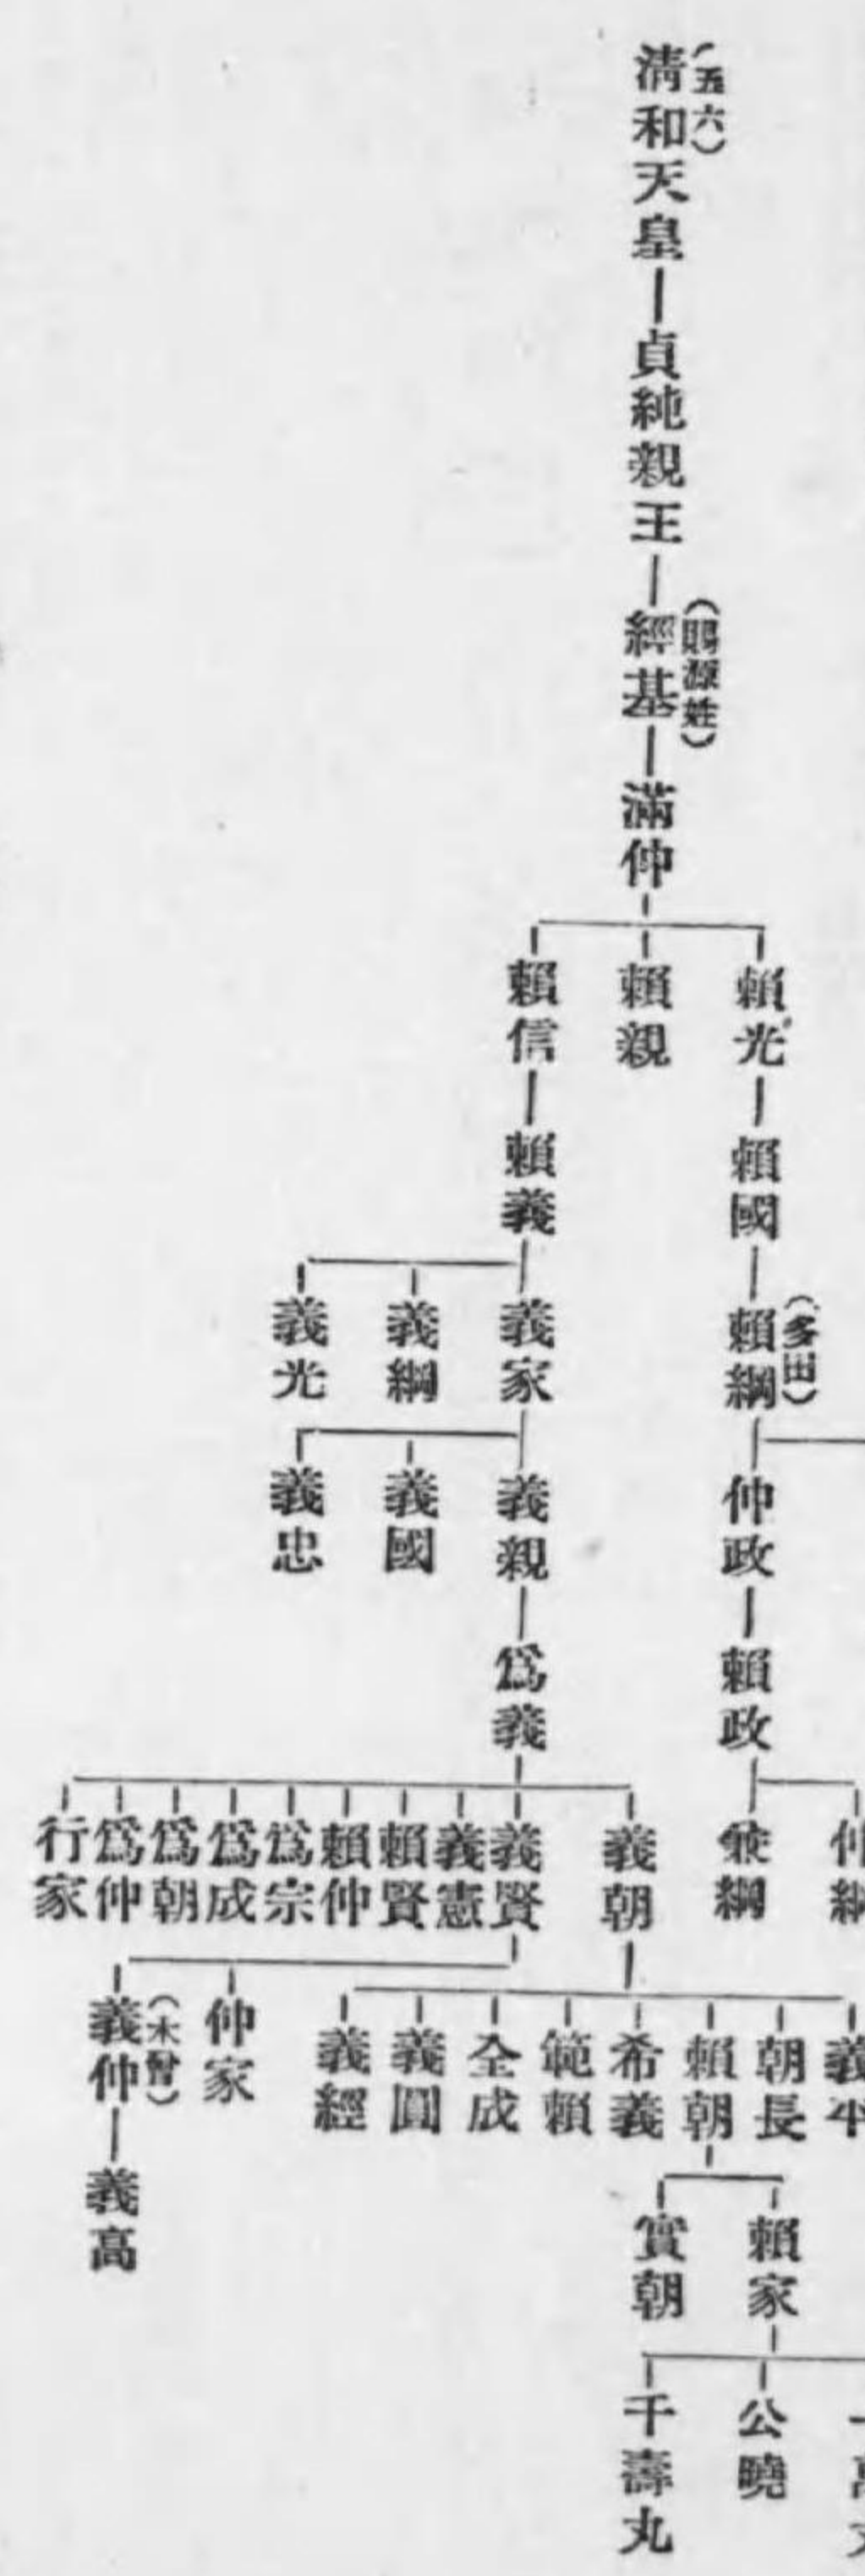 (五六)
清和天皇
貞純親王
(賜源姓)
經基
滿仲
賴光
賴親
賴信
賴國
賴義
(多田)
賴綱
義家
義綱
義光
仲政
義親
義國
義忠
賴政
爲義
兼綱
義朝
義賢
義憲
賴賢
賴仲
爲宗
爲成
爲朝
爲仲
行家
義平
朝長
賴朝
希義
範賴
全成
義圓
義經
仲家
(木曾)
義仲
義高
賴家
實朝
公曉
千壽丸